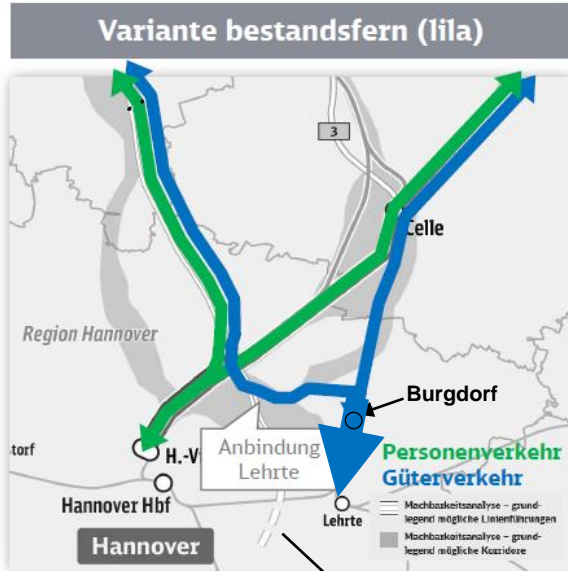 Variante bestandsfern (lila)
3
Celle
Region Hannover
Burgdorf
Anbindung
Lehrte
torf
H.-V
Personenverkehr
Güterverkehr
Hannover Hbf
Lehrte
Machbarkeitsanalyse – grund-
legend mögliche Linienführungen
Machbarkeitsanalyse – grund-
legend mögliche Korridore
Hannover